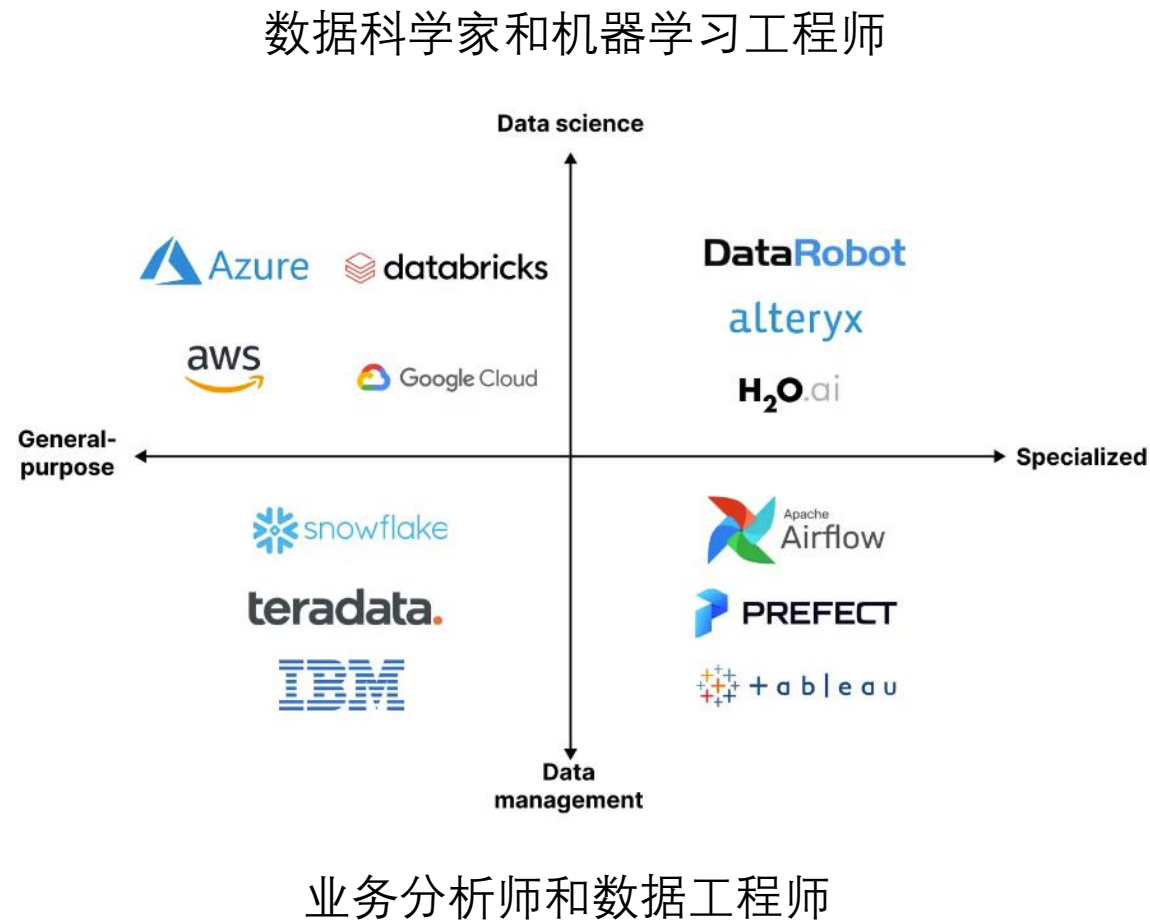 数据科学家和机器学习工程师
Data science
Azure
databricks
DataRobot
alteryx
aws
Google Cloud
H2O.ai
General-
purpose
Specialized
snowflake
Apache
Airflow
teradata.
PREFECT
IBM
+ableau
Data
management
业务分析师和数据工程师